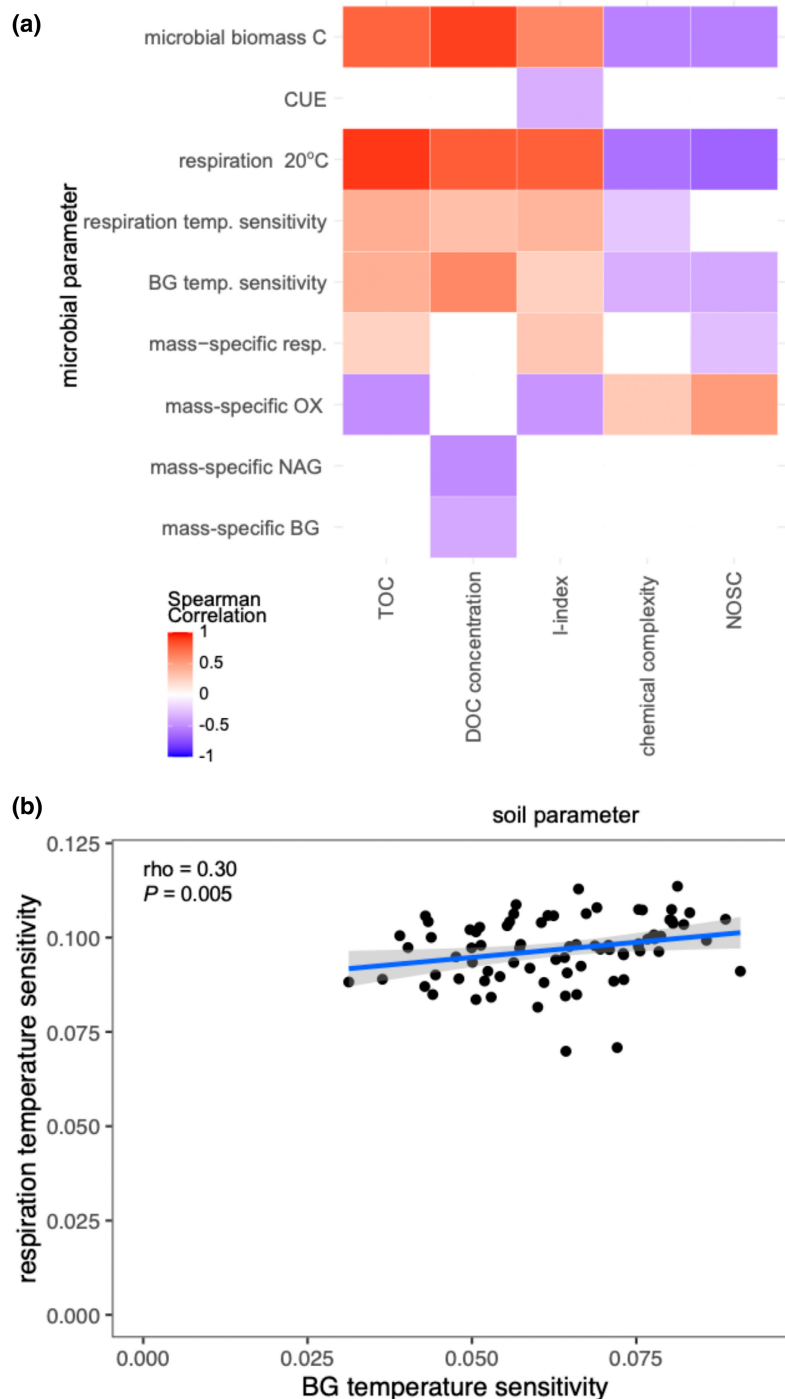 (a)
microbial biomass C
CUE
respiration 20°C
respiration temp. sensitivity
BG temp. sensitivity
mass−specific resp.
mass-specific OX
mass-specific NAG
mass-specific BG
microbial parameter
TOC
DOC concentration
I-index
chemical complexity
NOSC
Spearman
Correlation
1
0.5
0
-0.5
-1
soil parameter
(b)
rho = 0.30
P = 0.005
0.125
0.100
0.075
0.050
0.025
0.000
respiration temperature sensitivity
0.000 0.025 0.050 0.075
BG temperature sensitivity